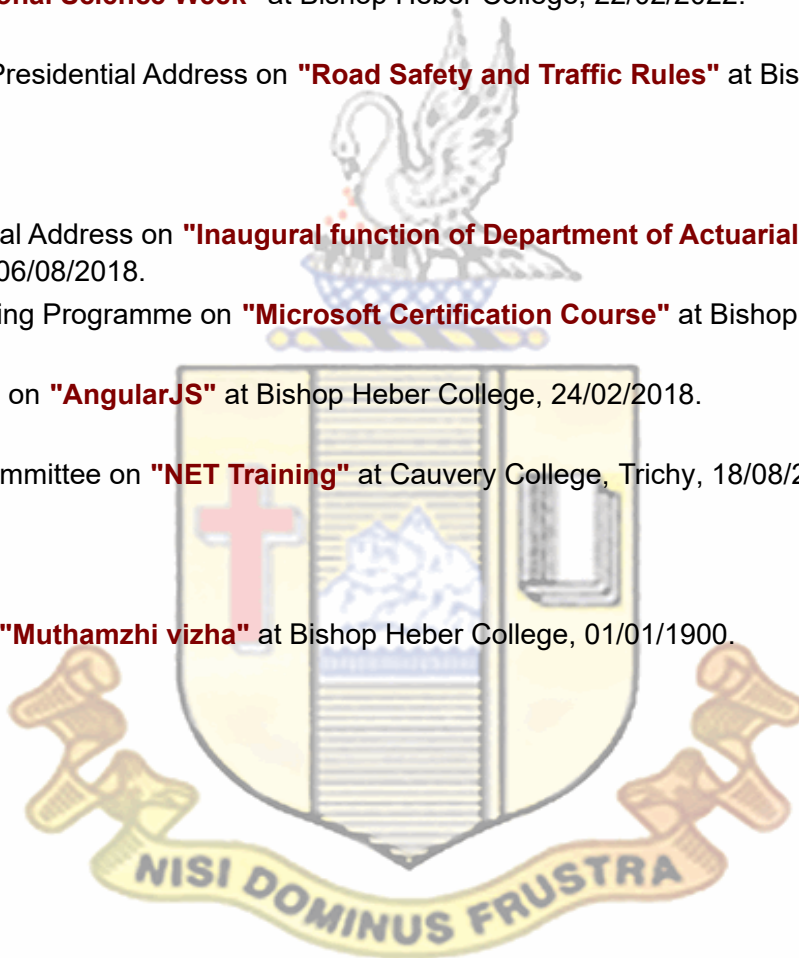 "National Science Week" at Bishop Heber College, 22/02/2022.
Presidential Address on "Road Safety and Traffic Rules" at Bis
al Address on "Inaugural function of Department of Actuarial
06/08/2018.
ing Programme on "Microsoft Certification Course" at Bishop
on "AngularJS" at Bishop Heber College, 24/02/2018.
mmittee on "NET Training" at Cauvery College, Trichy, 18/08/2
"Muthamzhi vizha" at Bishop Heber College, 01/01/1900.
NISI DOMINUS FRUSTRA